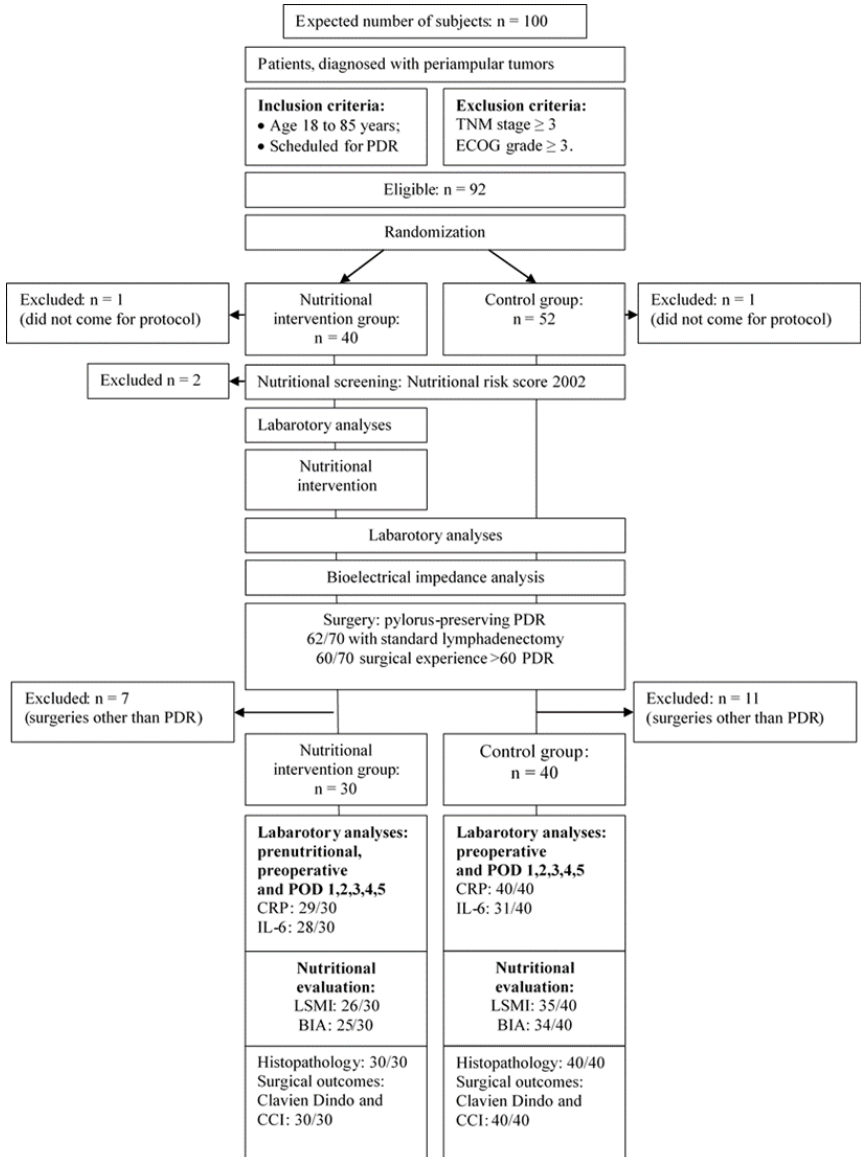 Expected number of subjects: n = 100
Patients, diagnosed with periampular tumors
Inclusion criteria:
• Age 18 to 85 years;
• Scheduled for PDR
Exclusion criteria:
TNM stage ≥ 3
ECOG grade ≥ 3.
Eligible: n = 92
Randomization
Excluded: n = 1
(did not come for protocol)
Nutritional
intervention group:
n = 40
Control group:
n = 52
Excluded: n = 1
(did not come for protocol)
Excluded n = 2
Nutritional screening: Nutritional risk score 2002
Labarotory analyses
Nutritional
intervention
Labarotory analyses
Bioelectrical impedance analysis
Surgery: pylorus-preserving PDR
62/70 with standard lymphadenectomy
60/70 surgical experience >60 PDR
Excluded: n = 7
(surgeries other than PDR)
Excluded: n = 11
(surgeries other than PDR)
Nutritional
intervention group:
n = 30
Control group:
n = 40
Labarotory analyses:
prenutritional,
preoperative
and POD 1,2,3,4,5
CRP: 29/30
IL-6: 28/30
Labarotory analyses:
preoperative
and POD 1,2,3,4,5
CRP: 40/40
IL-6: 31/40
Nutritional
evaluation:
LSMI: 26/30
BIA: 25/30
Nutritional
evaluation:
LSMI: 35/40
BIA: 34/40
Histopathology: 30/30
Surgical outcomes:
Clavien Dindo and
CCI: 30/30
Histopathology: 40/40
Surgical outcomes:
Clavien Dindo and
CCI: 40/40